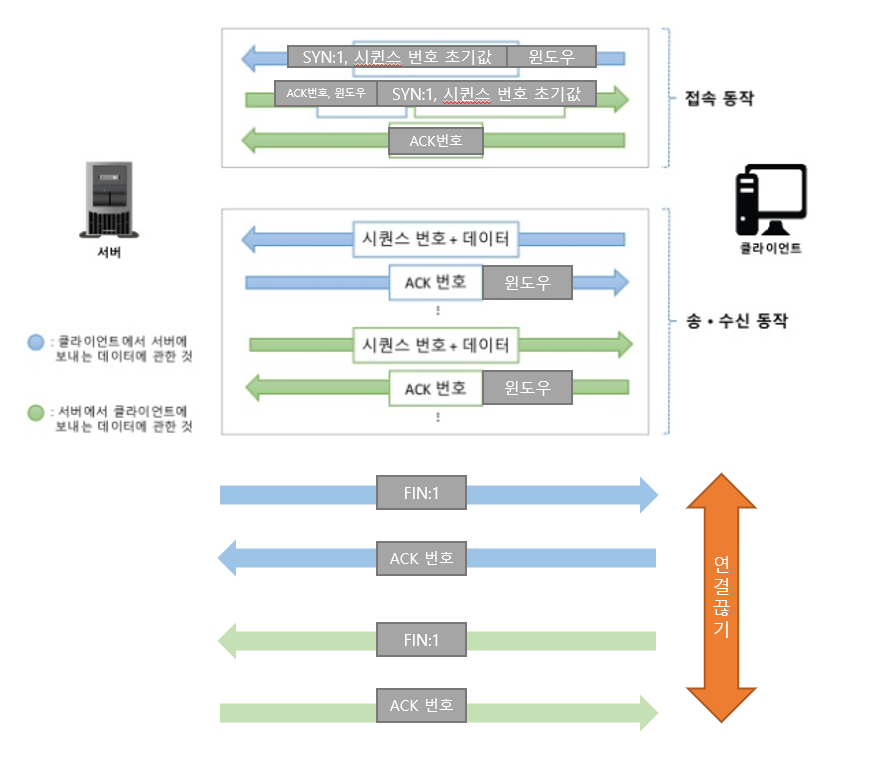 SYN:1, 시퀀스 번호 초기값 윈도우
ACK번호, 윈도우 SYN:1, 시퀀스 번호 초기값
접속 동작
ACK번호
서버
클라이언트
시퀀스 번호 + 데이터
ACK 번호 윈도우
:
송 • 수신 동작
: 클라이언트에서 서버에
보내는 데이터에 관한 것
시퀀스 번호 + 데이터
ACK 번호 윈도우
:
: 서버에서 클라이언트에
보내는 데이터에 관한 것
FIN:1
ACK 번호
연결끊기
FIN:1
ACK 번호